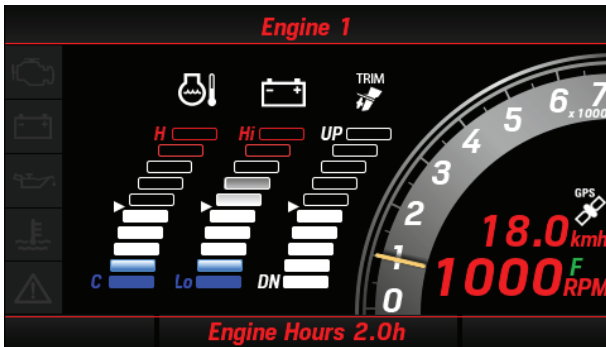 Engine 1
TRIM
H Hi UP
C Lo DN
7
6
x 1000
5
4
3
2
1
0
GPS
18.0 kmh
F
1000 RPM
Engine Hours 2.0h